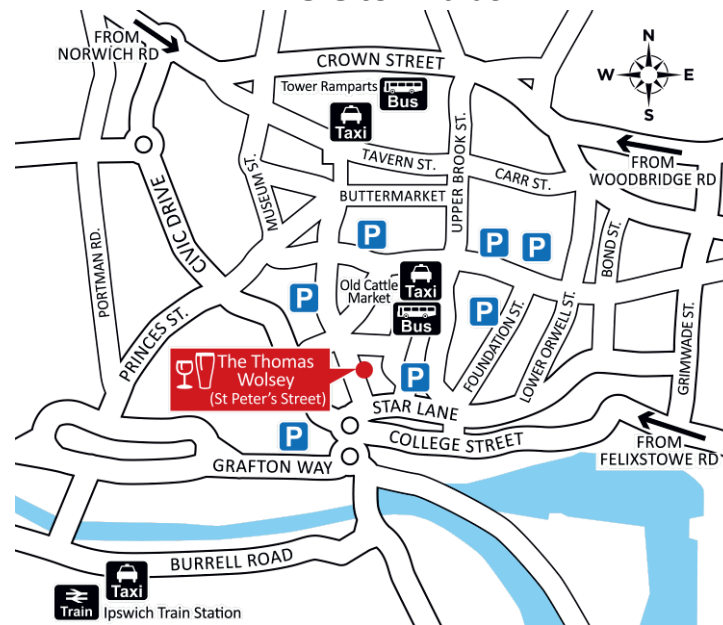 FROM
NORWICH RD
CROWN STREET
N
W
E
S
Tower Ramparts
Bus
Taxi
FROM
WOODBRIDGE RD
TAVERN ST.
CARR ST.
UPPER BROOK ST.
MUSEUM ST.
BUTTERMARKET
CIVIC DRIVE
PORTMAN RD.
BOND ST.
P
P
P
Old Cattle
Market
Taxi
Bus
P
P
PRINCES ST.
FOUNDATION ST.
LOWER ORWELL ST.
GRIMWADE ST.
The Thomas
Wolsey
(St Peter's Street)
P
STAR LANE
COLLEGE STREET
P
FROM
FELIXSTOWE RD
GRAFTON WAY
BURRELL ROAD
Taxi
Train
Ipswich Train Station